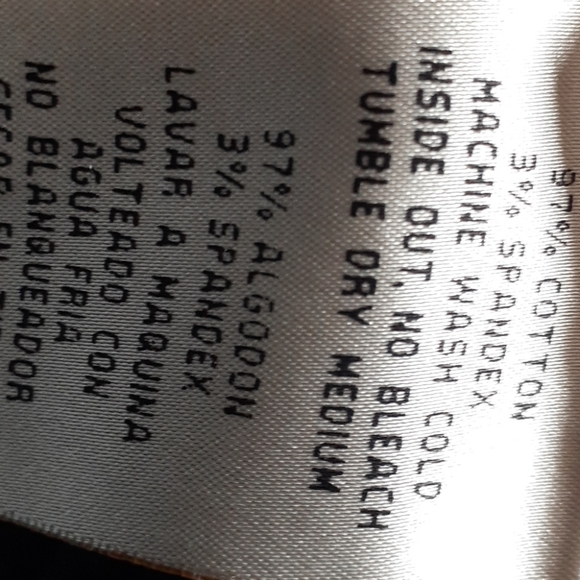 97% COTTON
3% SPANDEX
MACHINE WASH COLD
INSIDE OUT, NO BLEACH
TUMBLE DRY MEDIUM
97% ALGODON
3% SPANDEX
LAVAR A MAQUINA
VOLTEADO CON
AGUA FRIA
NO BLANQUEADOR